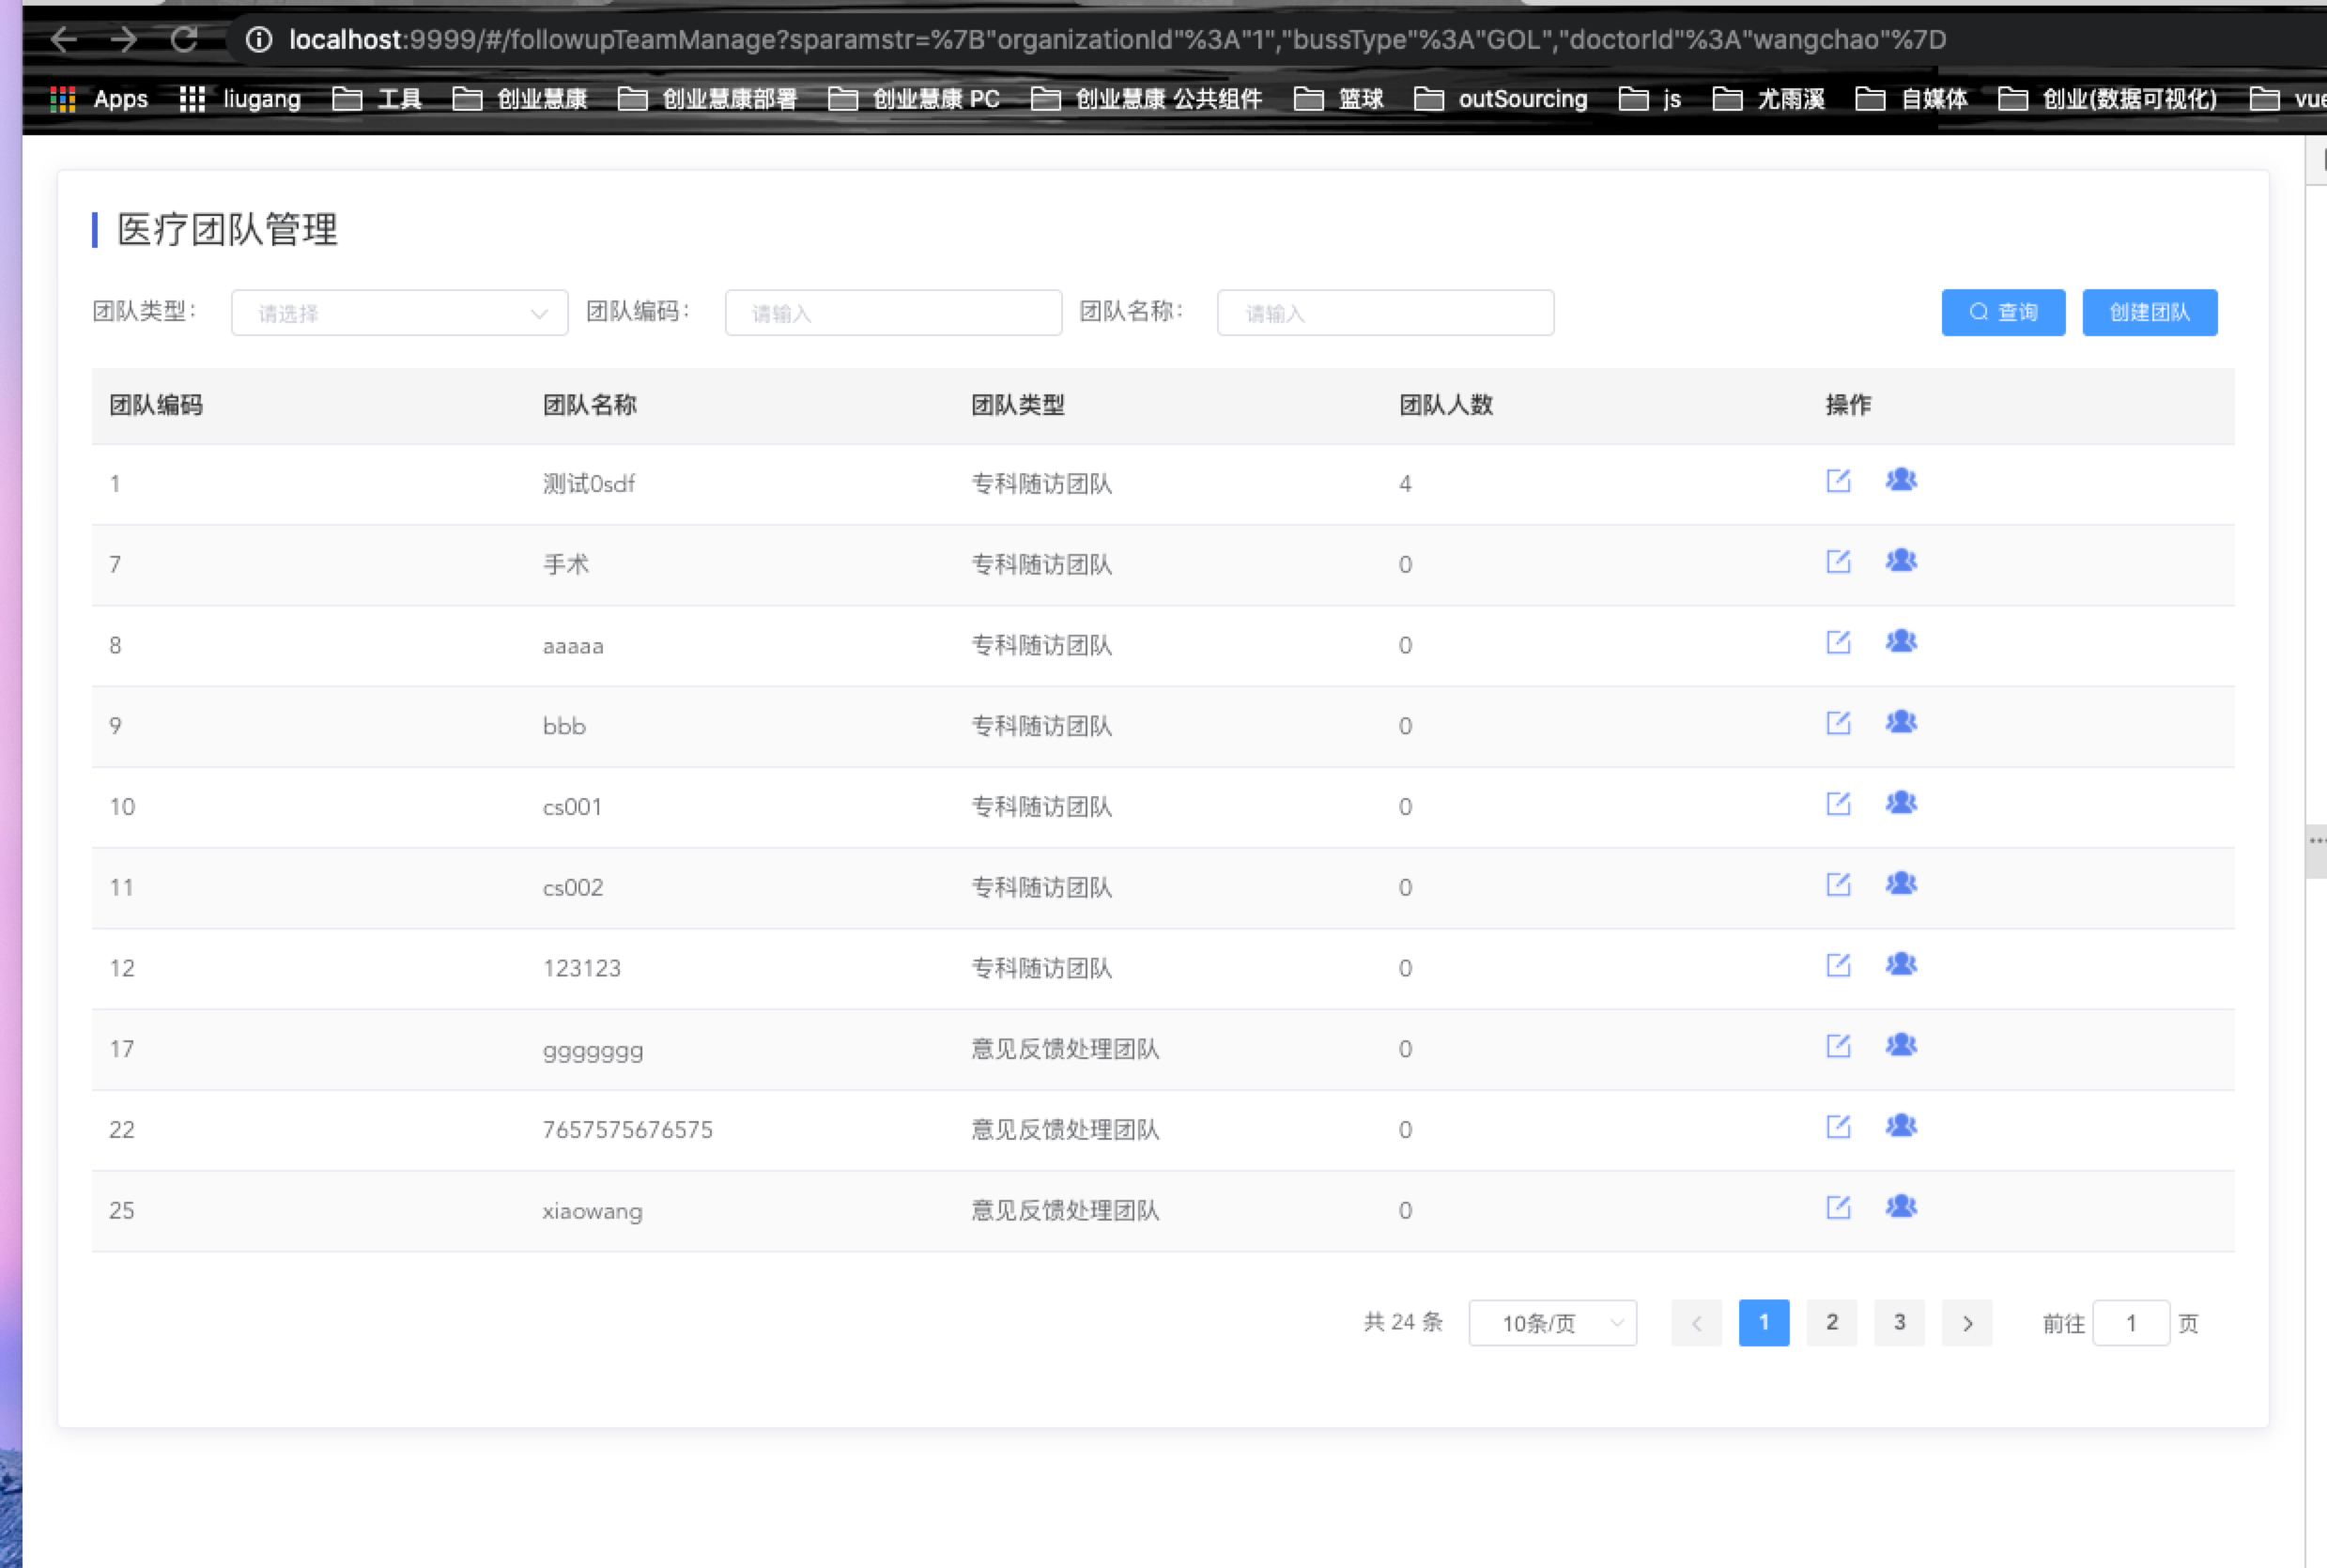 localhost:9999/#/followupTeamManage?sparamstr=%7B"organizationId"%3A"1","bussType"%3A"GOL","doctorId"%3A"wangchao"%7D
Apps liugang 工具 创业慧康 创业慧康部署 创业慧康 PC 创业慧康 公共组件 篮球 outSourcing js 尤雨溪 自媒体 创业(数据可视化) vue
医疗团队管理
团队类型： 请选择 团队编码： 请输入 团队名称： 请输入 查询 创建团队
团队编码 团队名称 团队类型 团队人数 操作
1 测试0sdf 专科随访团队 4
7 手术 专科随访团队 0
8 aaaaa 专科随访团队 0
9 bbb 专科随访团队 0
10 cs001 专科随访团队 0
11 cs002 专科随访团队 0
12 123123 专科随访团队 0
17 ggggggg 意见反馈处理团队 0
22 7657575676575 意见反馈处理团队 0
25 xiaowang 意见反馈处理团队 0
共 24 条 10条/页 1 2 3 前往 1 页